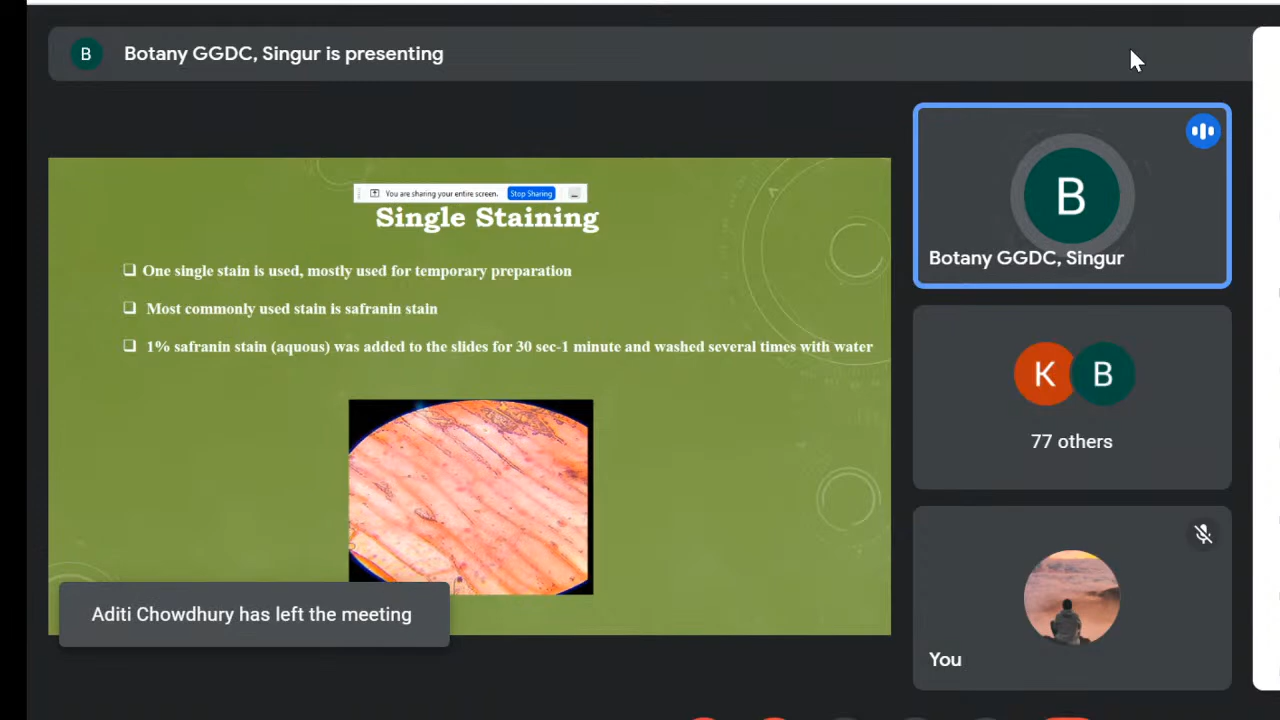 B Botany GGDC, Singur is presenting
You are sharing your entire screen. Stop Sharing
Single Staining
One single stain is used, mostly used for temporary preparation
Most commonly used stain is safranin stain
1% safranin stain (aquous) was added to the slides for 30 sec-1 minute and washed several times with water
Aditi Chowdhury has left the meeting
B
Botany GGDC, Singur
K B
77 others
You